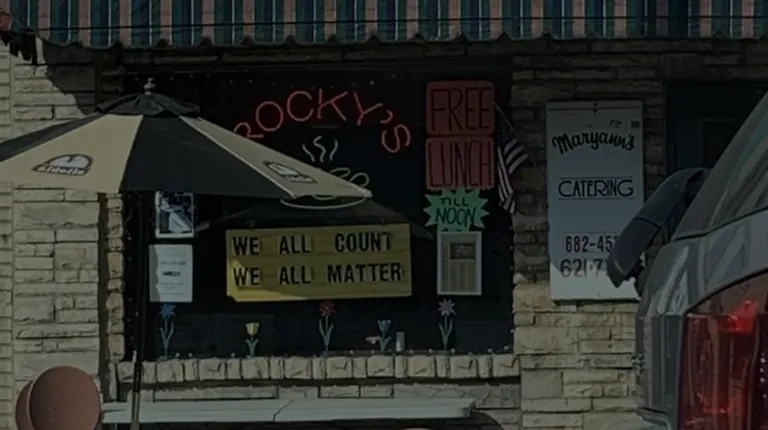 ROCKY'S
FREE
LUNCH
TILL
NOON
WE ALL COUNT
WE ALL MATTER
Maryann's
CATERING